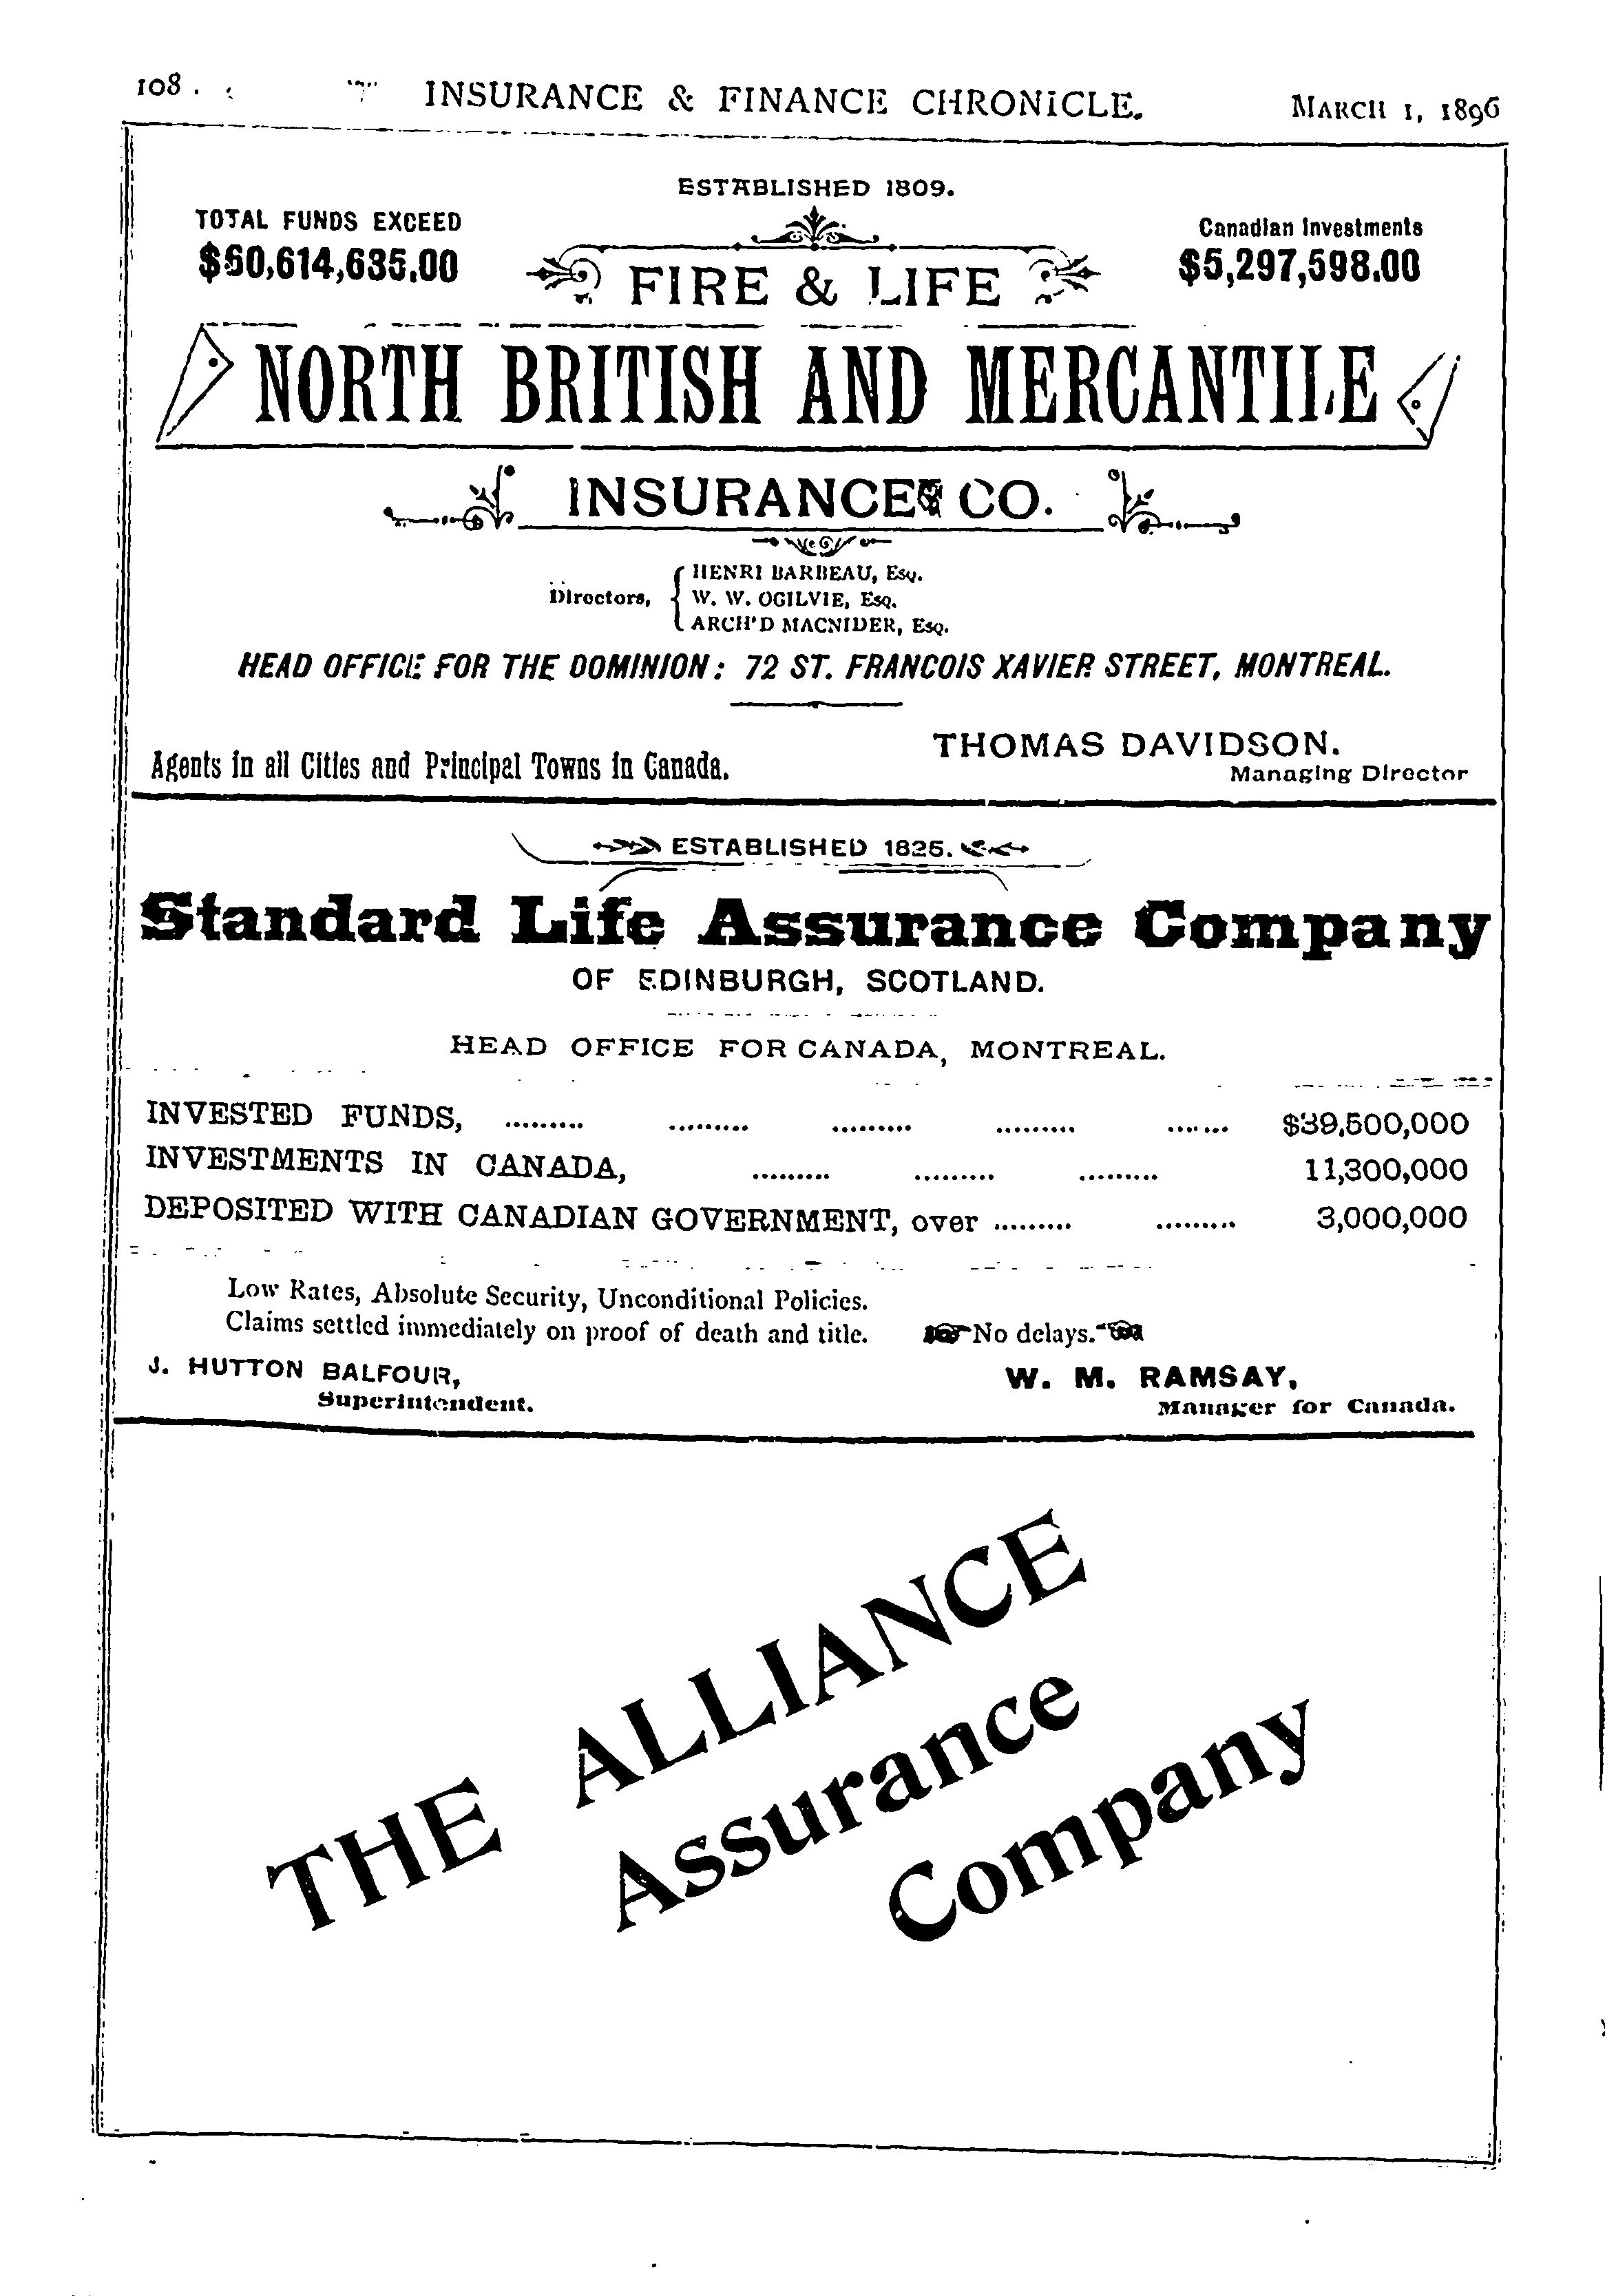 108.
INSURANCE & FINANCE CHRONICLE.
MARCH 1, 1896
ESTABLISHED 1809.
TOTAL FUNDS EXCEED
$60,614,635.00
Canadian Investments
$5,297,598.00
FIRE & LIFE
NORTH BRITISH AND MERCANTILE
INSURANCE CO.
Directors,
HENRI BARBEAU, Esq.
W. W. OGILVIE, Esq.
ARCH'D MACNIDER, Esq.
HEAD OFFICE FOR THE DOMINION: 72 ST. FRANCOIS XAVIER STREET, MONTREAL.
Agents in all Cities and Principal Towns in Canada.
THOMAS DAVIDSON.
Managing Director
ESTABLISHED 1825.
Standard Life Assurance Company
OF EDINBURGH, SCOTLAND.
HEAD OFFICE FOR CANADA, MONTREAL.
INVESTED FUNDS, ......... ......... ......... ......... ....... $39,500,000
INVESTMENTS IN CANADA, ......... ......... ......... 11,300,000
DEPOSITED WITH CANADIAN GOVERNMENT, over ......... ......... 3,000,000
Low Rates, Absolute Security, Unconditional Policies.
Claims settled immediately on proof of death and title. No delays.
J. HUTTON BALFOUR,
Superintendent.
W. M. RAMSAY,
Manager for Canada.
THE ALLIANCE
Assurance
Company